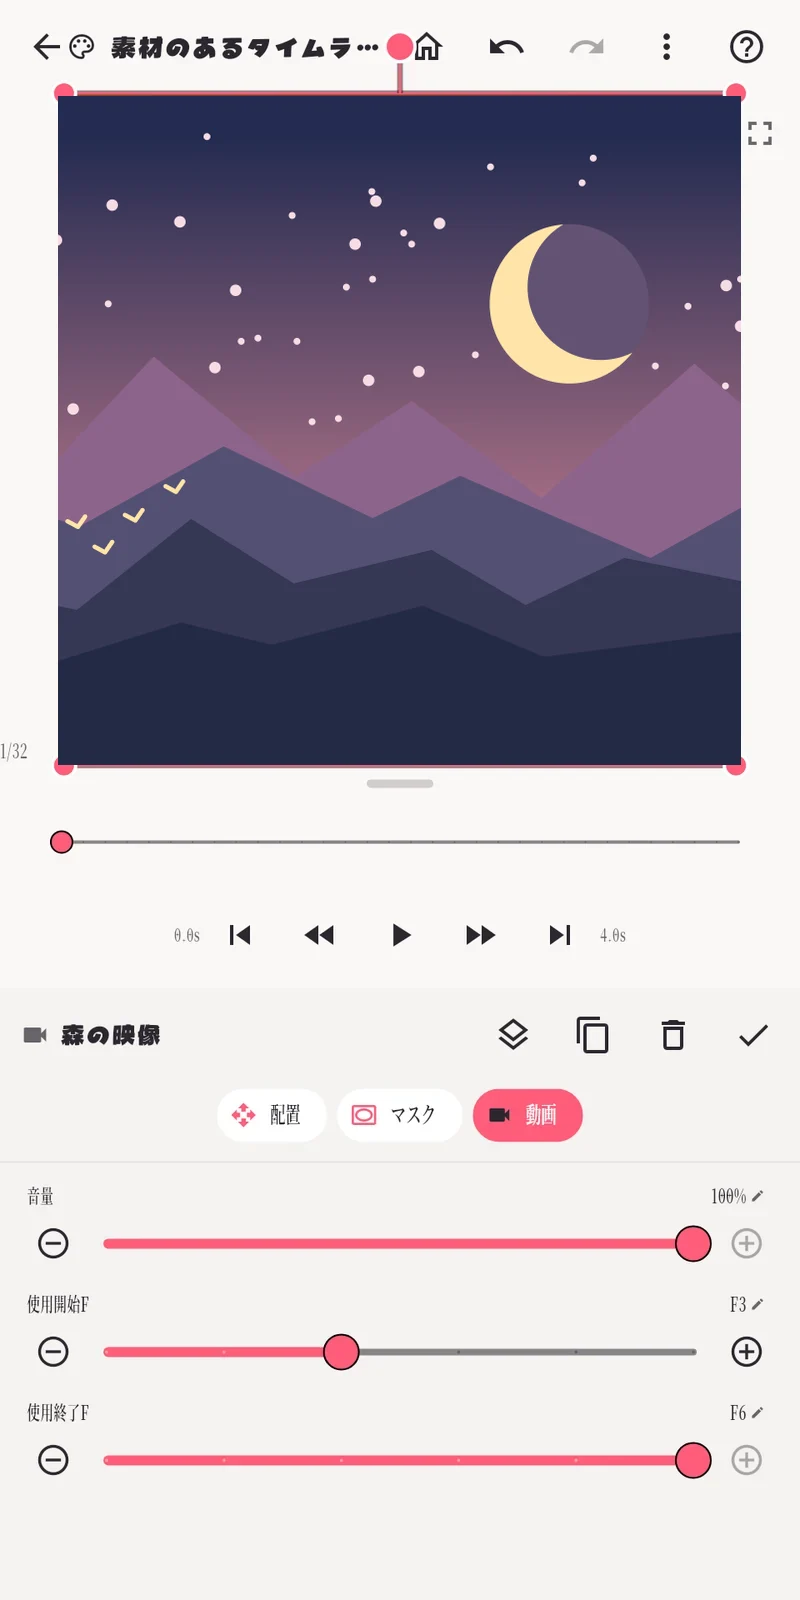 素材のあるタイムラ…
1/32
0.0s
4.0s
森の映像
配置
マスク
動画
音量
100%
使用開始F
F3
使用終了F
F6